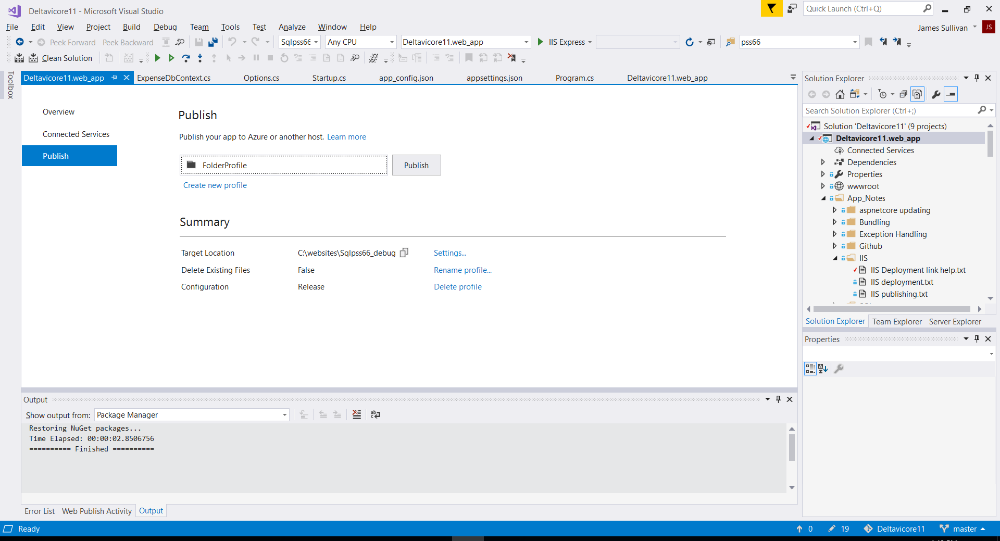 Deltavicore11 - Microsoft Visual Studio
Quick Launch (Ctrl+Q)
File Edit View Project Build Debug Team Tools Test Analyze Window Help
James Sullivan JS
Peek Forward Peek Backward Sqlpss66 Any CPU Deltavicore11.web_app IIS Express pss66
Clean Solution
Toolbox
Deltavicore11.web_app ExpenseDbContext.cs Options.cs Startup.cs app_config.json appsettings.json Program.cs Deltavicore11.web_app
Overview
Connected Services
Publish
Publish
Publish your app to Azure or another host. Learn more
FolderProfile Publish
Create new profile
Summary
Target Location C:\websites\Sqlpss66_debug Settings...
Delete Existing Files False Rename profile...
Configuration Release Delete profile
Solution Explorer
Search Solution Explorer (Ctrl+;)
Solution 'Deltavicore11' (9 projects)
Deltavicore11.web_app
Connected Services
Dependencies
Properties
wwwroot
App_Notes
aspnetcore updating
Bundling
Exception Handling
Github
IIS
IIS Deployment link help.txt
IIS deployment.txt
IIS publishing.txt
Solution Explorer Team Explorer Server Explorer
Properties
Output
Show output from: Package Manager
Restoring NuGet packages...
Time Elapsed: 00:00:02.8506756
========== Finished ==========
Error List Web Publish Activity Output
Ready
0 19 Deltavicore11 master